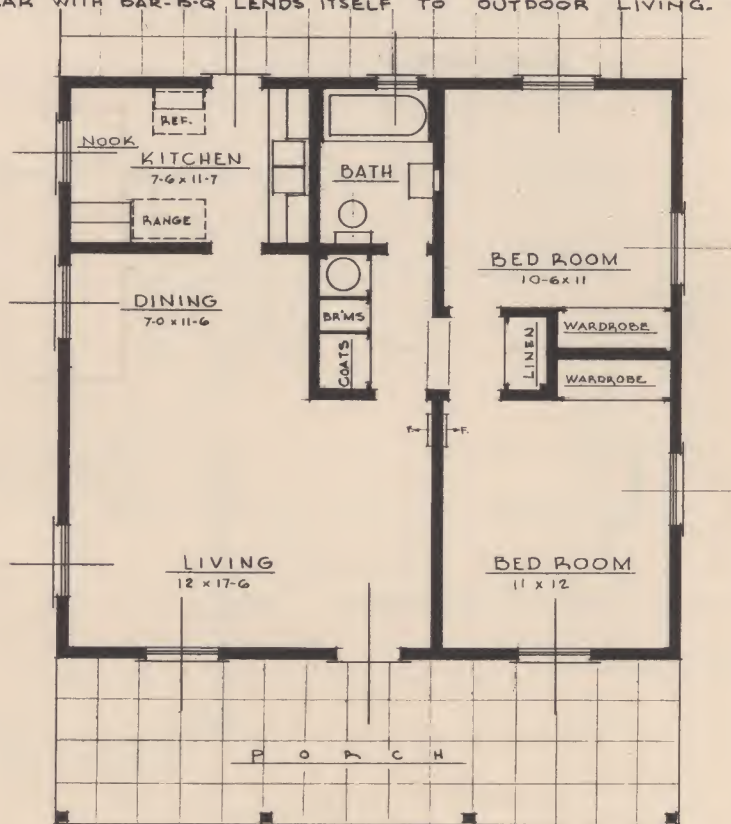 WITH BAR-B-Q LENDS ITSELF TO OUTDOOR LIVING.
REF.
NOOK
KITCHEN
7-6 x 11-7
BATH
RANGE
BED ROOM
10-6 x 11
DINING
7-0 x 11-6
BR'MS
COATS
LINEN
WARDROBE
WARDROBE
F. F.
LIVING
12 x 17-6
BED ROOM
11 x 12
PORCH